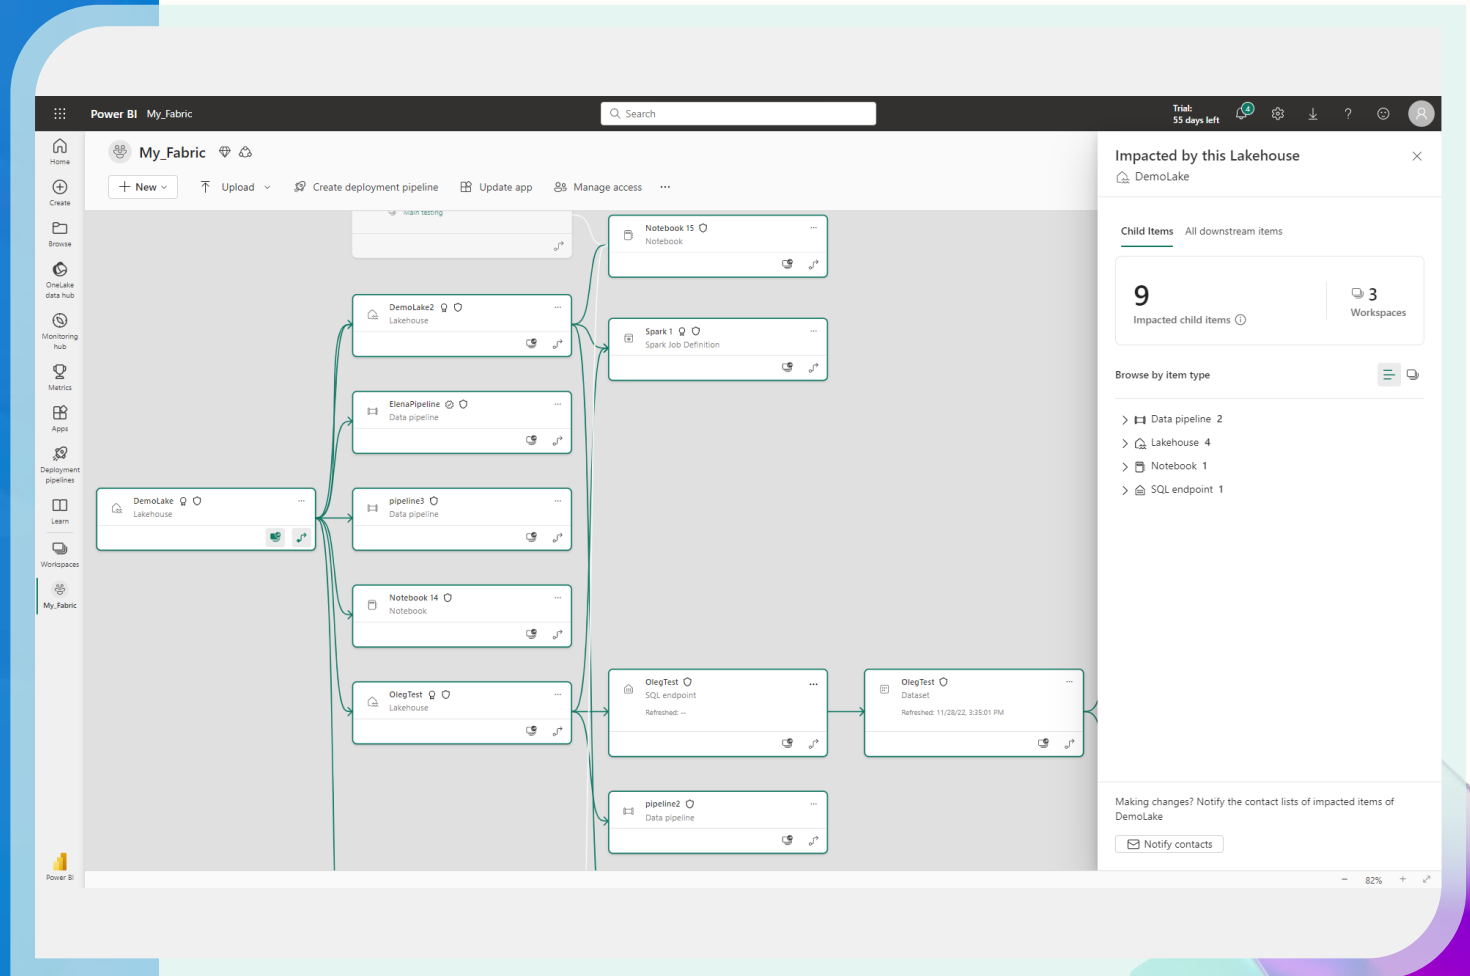 Power BI My_Fabric
Search
Trial:
55 days left
4
Home
Create
Browse
OneLake
data hub
Monitoring
hub
Metrics
Apps
Deployment
pipelines
Learn
Workspaces
My_Fabric
Power BI
My_Fabric
New
Upload
Create deployment pipeline
Update app
Manage access
...
Main testing
DemoLake
Lakehouse
DemoLake2
Lakehouse
ElenaPipeline
Data pipeline
pipeline3
Data pipeline
Notebook 14
Notebook
OlegTest
Lakehouse
Notebook 15
Notebook
Spark 1
Spark Job Definition
OlegTest
SQL endpoint
Refreshed: --
pipeline2
Data pipeline
OlegTest
Dataset
Refreshed: 11/28/22, 3:35:01 PM
Impacted by this Lakehouse
DemoLake
Child Items All downstream items
9
Impacted child items
3
Workspaces
Browse by item type
Data pipeline 2
Lakehouse 4
Notebook 1
SQL endpoint 1
Making changes? Notify the contact lists of impacted items of
DemoLake
Notify contacts
82%